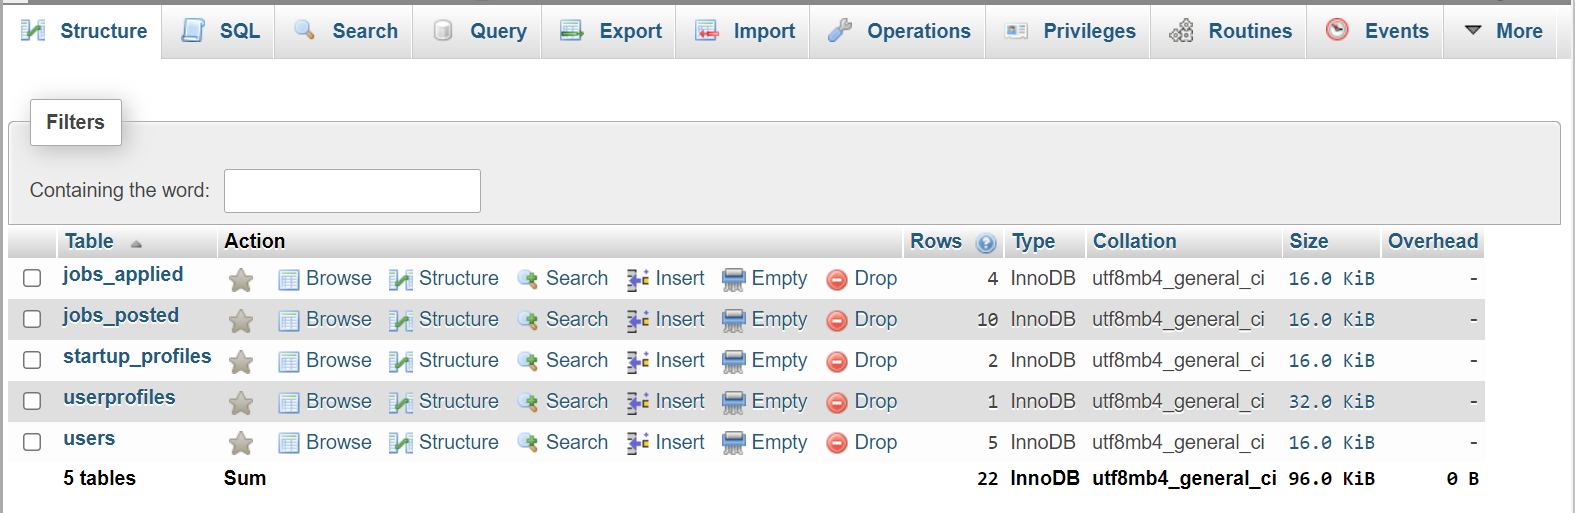 Structure SQL Search Query Export Import Operations Privileges Routines Events More
Filters
Containing the word:
Table Action Rows Type Collation Size Overhead
jobs_applied Browse Structure Search Insert Empty Drop 4 InnoDB utf8mb4_general_ci 16.0 KiB -
jobs_posted Browse Structure Search Insert Empty Drop 10 InnoDB utf8mb4_general_ci 16.0 KiB -
startup_profiles Browse Structure Search Insert Empty Drop 2 InnoDB utf8mb4_general_ci 16.0 KiB -
userprofiles Browse Structure Search Insert Empty Drop 1 InnoDB utf8mb4_general_ci 32.0 KiB -
users Browse Structure Search Insert Empty Drop 5 InnoDB utf8mb4_general_ci 16.0 KiB -
5 tables Sum 22 InnoDB utf8mb4_general_ci 96.0 KiB 0 B